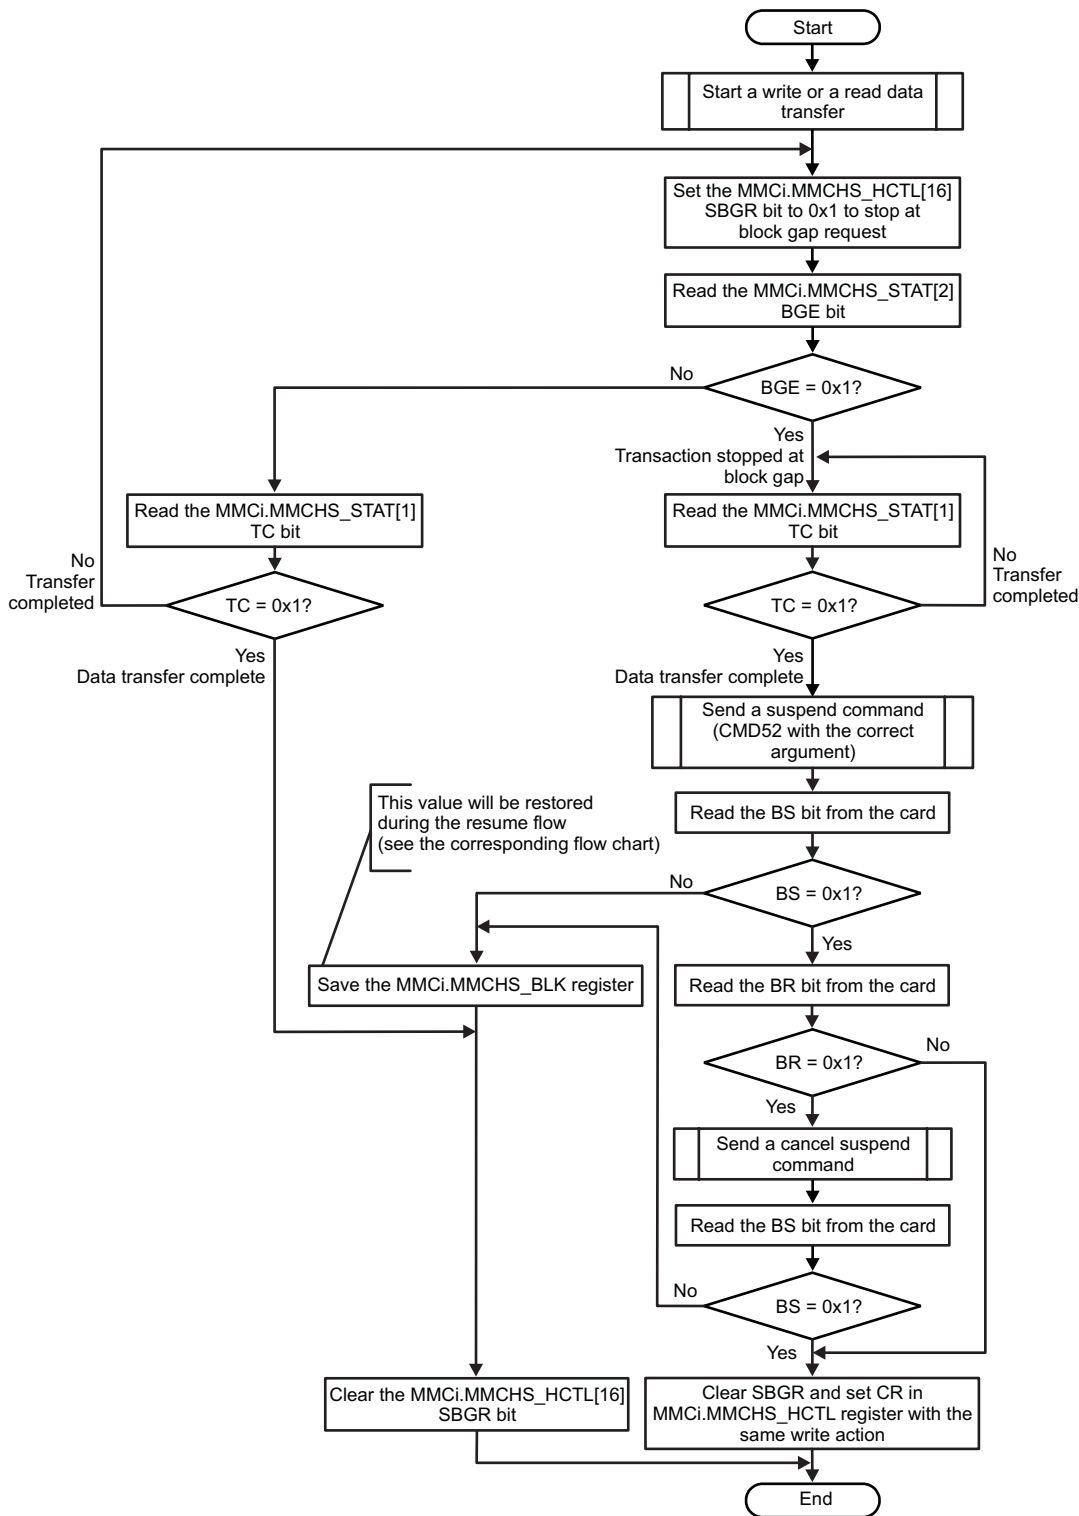 Start
Start a write or a read data
transfer
Set the MMCi.MMCHS_HCTL[16]
SBGR bit to 0x1 to stop at
block gap request
Read the MMCi.MMCHS_STAT[2]
BGE bit
No
BGE = 0x1?
Yes
Transaction stopped at
block gap
Read the MMCi.MMCHS_STAT[1]
TC bit
Read the MMCi.MMCHS_STAT[1]
TC bit
No
Transfer
completed
TC = 0x1?
TC = 0x1?
No
Transfer
completed
Yes
Data transfer complete
Yes
Data transfer complete
Send a suspend command
(CMD52 with the correct
argument)
This value will be restored
during the resume flow
(see the corresponding flow chart)
Read the BS bit from the card
No
BS = 0x1?
Yes
Save the MMCi.MMCHS_BLK register
Read the BR bit from the card
BR = 0x1?
No
Yes
Send a cancel suspend
command
Read the BS bit from the card
No
BS = 0x1?
Yes
Clear the MMCi.MMCHS_HCTL[16]
SBGR bit
Clear SBGR and set CR in
MMCi.MMCHS_HCTL register with the
same write action
End